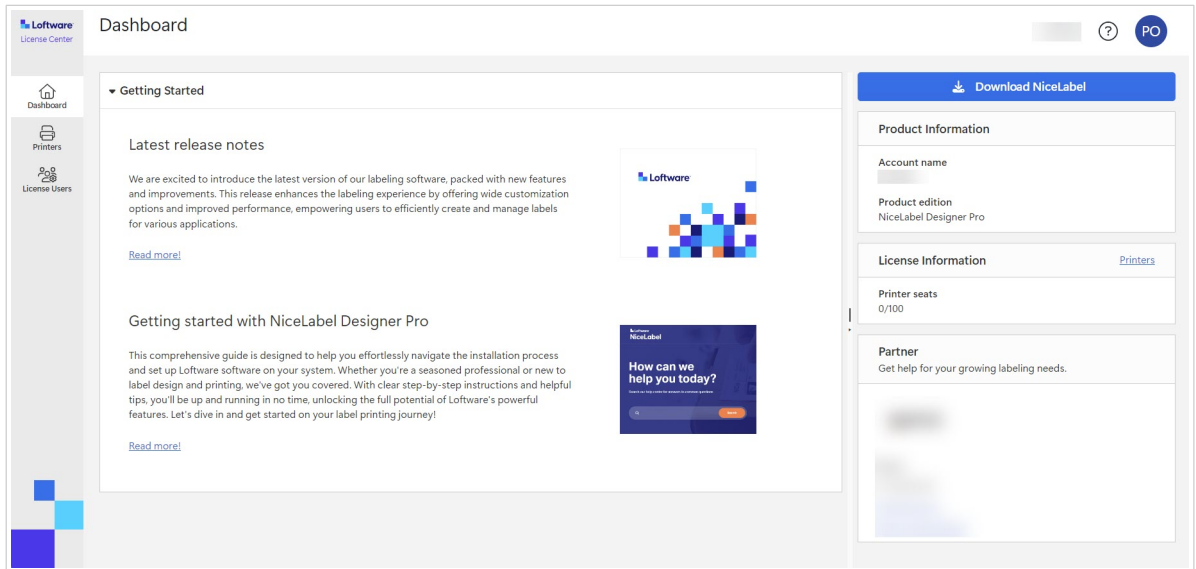 Loftware
License Center
Dashboard
PO
Dashboard
Printers
License Users
Getting Started
Latest release notes
We are excited to introduce the latest version of our labeling software, packed with new features
and improvements. This release enhances the labeling experience by offering wide customization
options and improved performance, empowering users to efficiently create and manage labels
for various applications.
Read more!
Loftware
Getting started with NiceLabel Designer Pro
This comprehensive guide is designed to help you effortlessly navigate the installation process
and set up Loftware software on your system. Whether you're a seasoned professional or new to
label design and printing, we've got you covered. With clear step-by-step instructions and helpful
tips, you'll be up and running in no time, unlocking the full potential of Loftware's powerful
features. Let's dive in and get started on your label printing journey!
Read more!
Loftware
NiceLabel
How can we
help you today?
Search
Download NiceLabel
Product Information
Account name
Product edition
NiceLabel Designer Pro
License Information
Printers
Printer seats
0/100
Partner
Get help for your growing labeling needs.